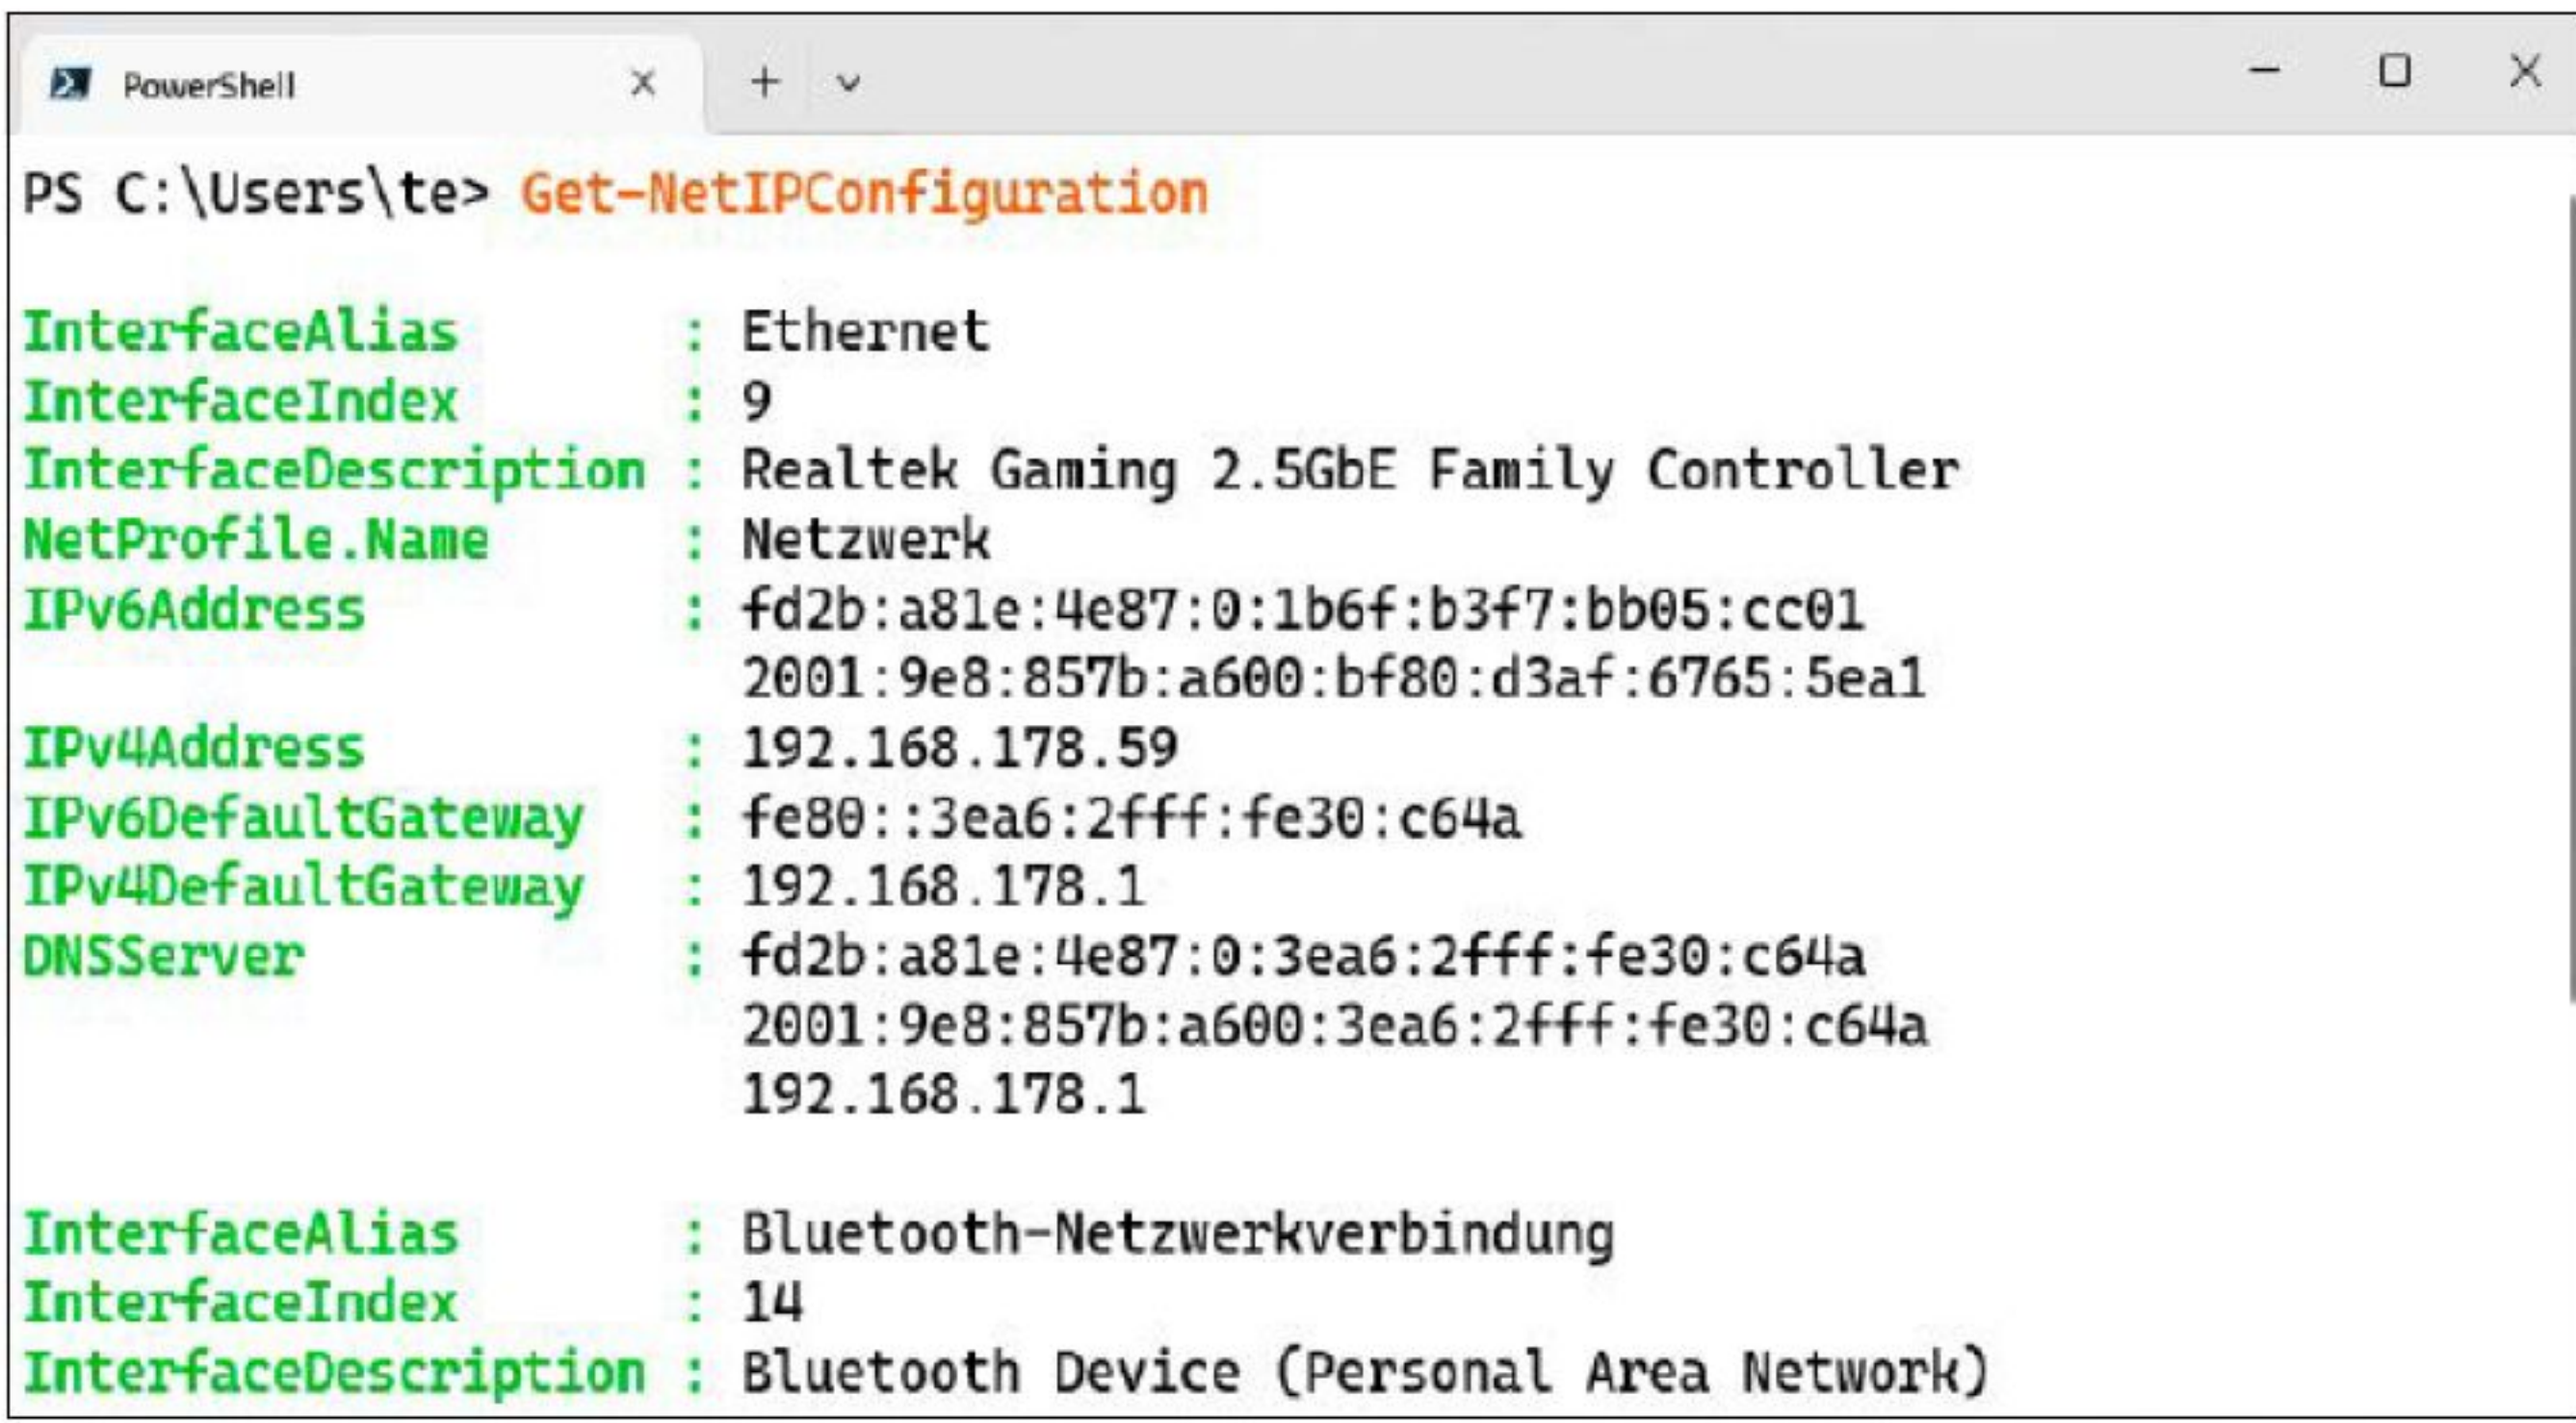 PowerShell
PS C:\Users\te> Get-NetIPConfiguration
InterfaceAlias : Ethernet
InterfaceIndex : 9
InterfaceDescription : Realtek Gaming 2.5GbE Family Controller
NetProfile.Name : Netzwerk
IPv6Address : fd2b:a81e:4e87:0:1b6f:b3f7:bb05:cc01
2001:9e8:857b:a600:bf80:d3af:6765:5ea1
IPv4Address : 192.168.178.59
IPv6DefaultGateway : fe80::3ea6:2fff:fe30:c64a
IPv4DefaultGateway : 192.168.178.1
DNSServer : fd2b:a81e:4e87:0:3ea6:2fff:fe30:c64a
2001:9e8:857b:a600:3ea6:2fff:fe30:c64a
192.168.178.1
InterfaceAlias : Bluetooth-Netzwerkverbindung
InterfaceIndex : 14
InterfaceDescription : Bluetooth Device (Personal Area Network)